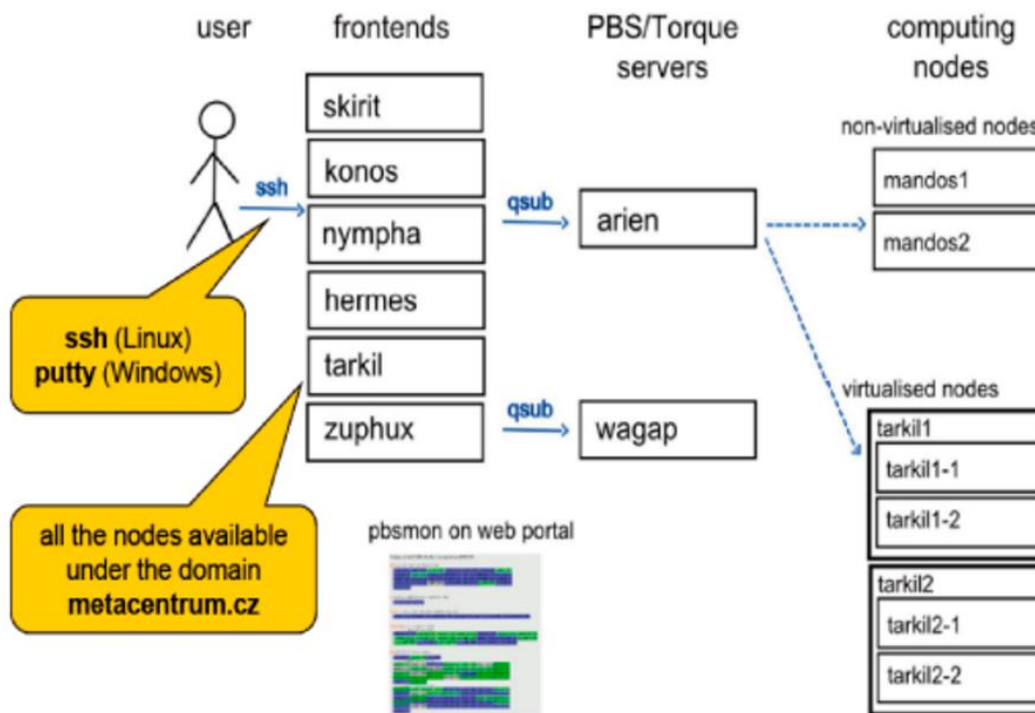 user
frontends
PBS/Torque
servers
computing
nodes
skirit
konos
nympha
hermes
tarkil
zuphux
ssh
qsub
qsub
arien
wagap
non-virtualised nodes
mandos1
mandos2
virtualised nodes
tarkil1
tarkil1-1
tarkil1-2
tarkil2
tarkil2-1
tarkil2-2
ssh (Linux)
putty (Windows)
all the nodes available
under the domain
metacentrum.cz
pbsmon on web portal